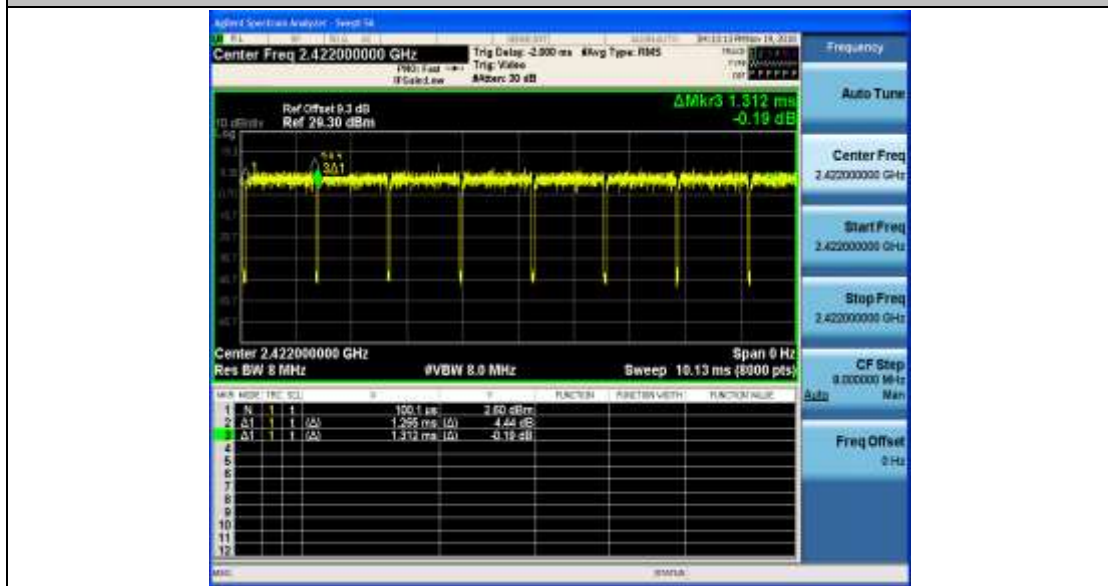 Agilent Spectrum Analyzer - Swept SA
Center Freq 2.422000000 GHz
Trig Delay: -2.000 ms #Avg Type: RMS
PNO: Fast Trig: Video
IFGain:Low #Atten: 30 dB
Frequency
Auto Tune
ΔMkr3 1.312 ms
-0.19 dB
Ref Offset 9.3 dB
10 dB/div Ref 29.30 dBm
Log
1
3Δ1
Center Freq
2.422000000 GHz
Start Freq
2.422000000 GHz
Stop Freq
2.422000000 GHz
Center 2.422000000 GHz Span 0 Hz
Res BW 8 MHz #VBW 8.0 MHz Sweep 10.13 ms (8000 pts)
CF Step
8.000000 MHz
Auto Man
MKR MODE TRC SCL X Y FUNCTION FUNCTION WIDTH FUNCTION VALUE
1 N 1 t 100.1 µs 2.60 dBm
2 Δ1 1 t (Δ) 1.295 ms (Δ) 4.44 dB
3 Δ1 1 t (Δ) 1.312 ms (Δ) -0.19 dB
4
5
6
7
8
9
10
11
12
Freq Offset
0 Hz
MSG STATUS